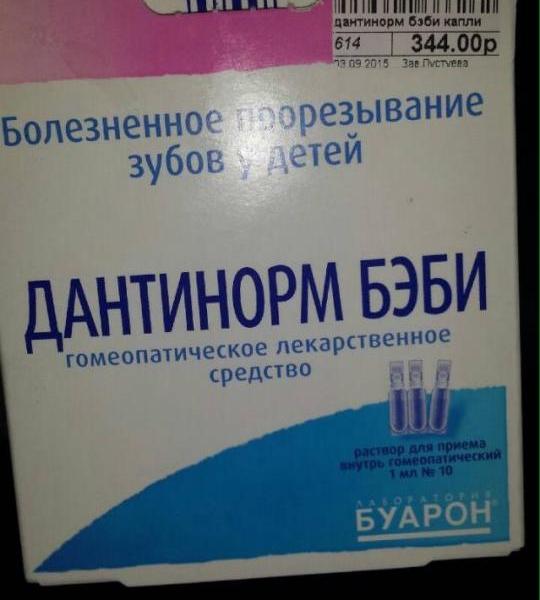 дантинорм бэби капли
614 344.00р
03.09.2015 Зав.Пустуева
Болезненное прорезывание
зубов у детей
ДАНТИНОРМ БЭБИ
гомеопатическое лекарственное
средство
раствор для приема
внутрь гомеопатический
1 мл № 10
ЛАБОРАТОРИЯ
БУАРОН®